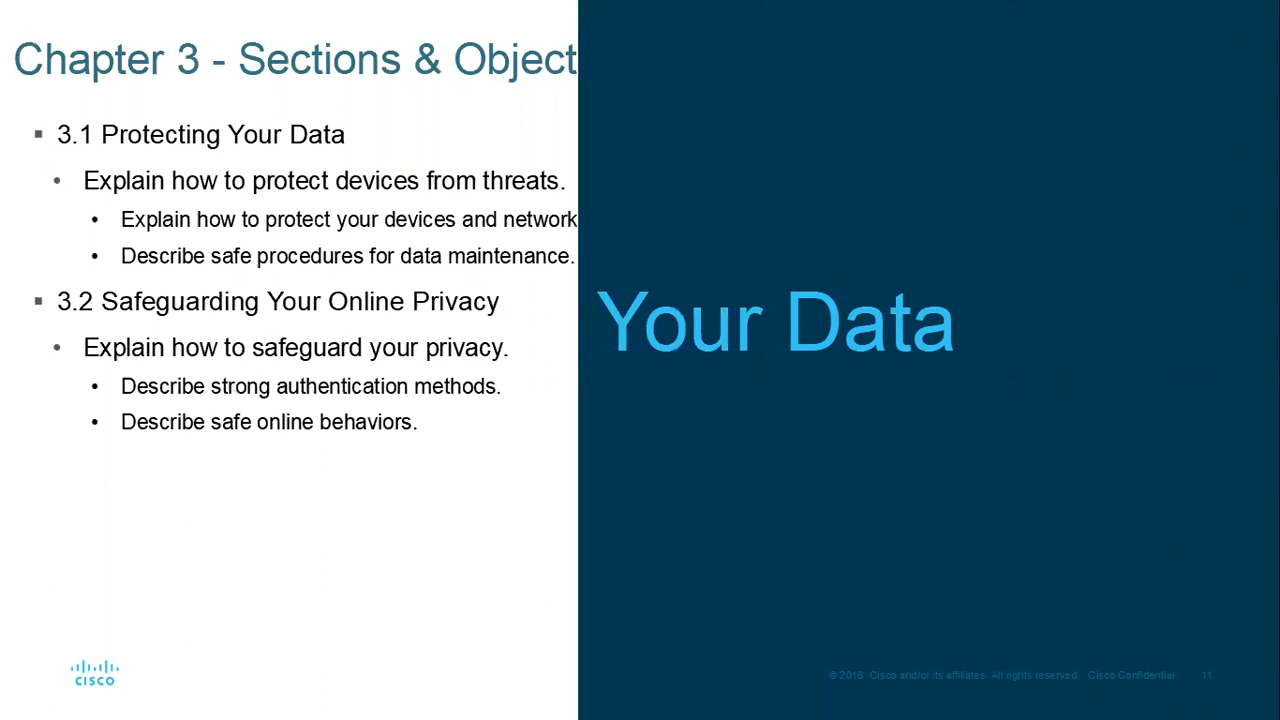 Chapter 3 - Sections & Object
▪ 3.1 Protecting Your Data
• Explain how to protect devices from threats.
• Explain how to protect your devices and network
• Describe safe procedures for data maintenance.
▪ 3.2 Safeguarding Your Online Privacy
• Explain how to safeguard your privacy.
• Describe strong authentication methods.
• Describe safe online behaviors.
Your Data
CISCO
© 2016 Cisco and/or its affiliates. All rights reserved. Cisco Confidential 11